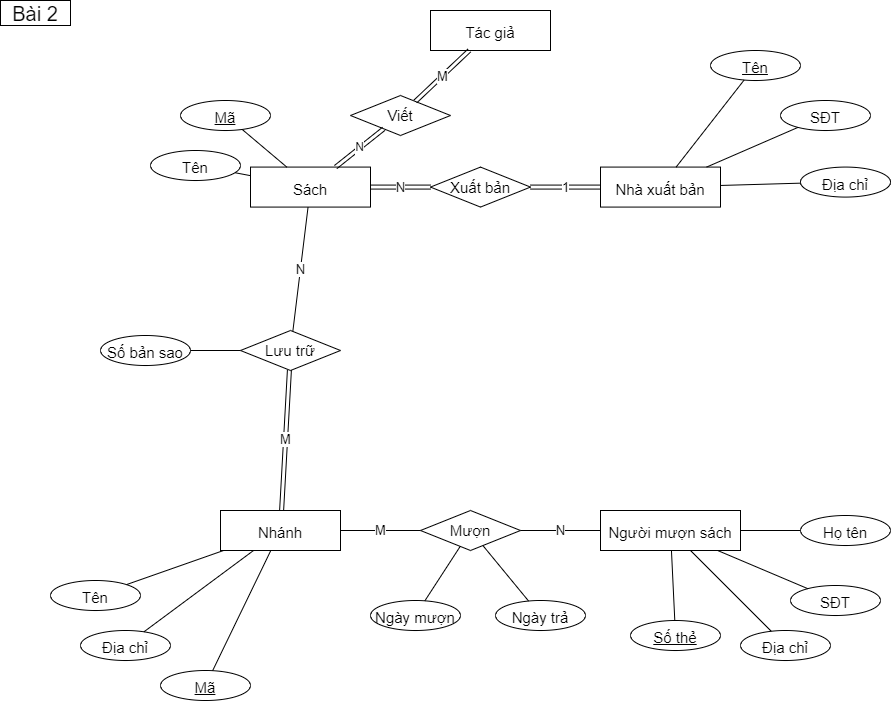 Bài 2
Tác giả
M
Viết
N
Mã
Tên
Sách
N
Xuất bản
1
Nhà xuất bản
Tên
SĐT
Địa chỉ
N
Số bản sao
Lưu trữ
M
Nhánh
M
Mượn
N
Người mượn sách
Họ tên
Tên
Địa chỉ
Mã
Ngày mượn
Ngày trả
SĐT
Số thẻ
Địa chỉ